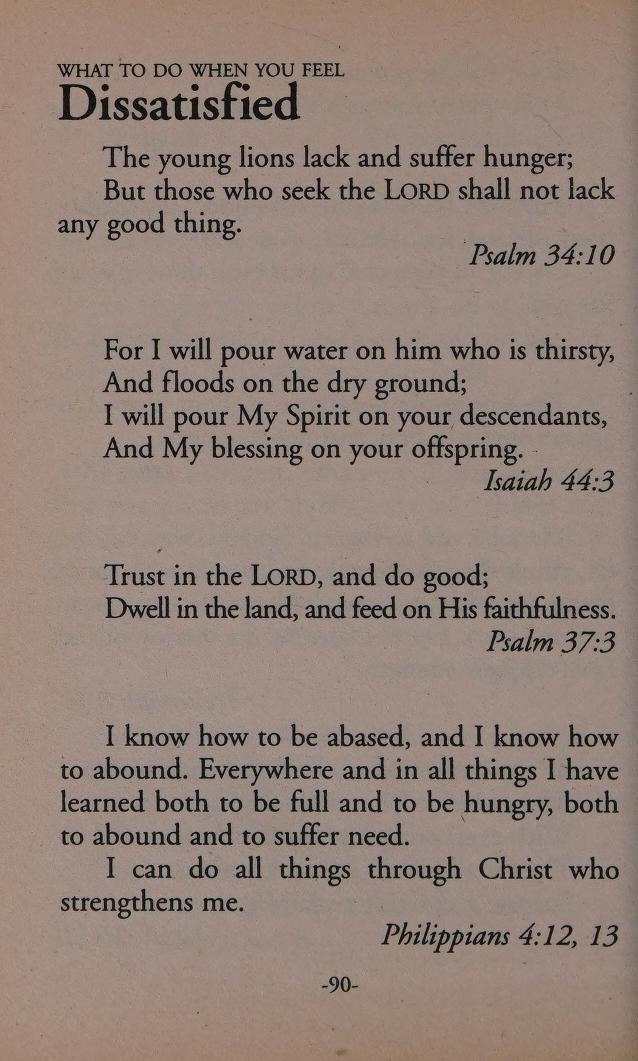 WHAT TO DO WHEN YOU FEEL
Dissatisfied
The young lions lack and suffer hunger;
But those who seek the LORD shall not lack
any good thing.
Psalm 34:10
For I will pour water on him who is thirsty,
And floods on the dry ground;
I will pour My Spirit on your descendants,
And My blessing on your offspring.
Isaiah 44:3
Trust in the LORD, and do good;
Dwell in the land, and feed on His faithfulness.
Psalm 37:3
I know how to be abased, and I know how
to abound. Everywhere and in all things I have
learned both to be full and to be hungry, both
to abound and to suffer need.
I can do all things through Christ who
strengthens me.
Philippians 4:12, 13
-90-